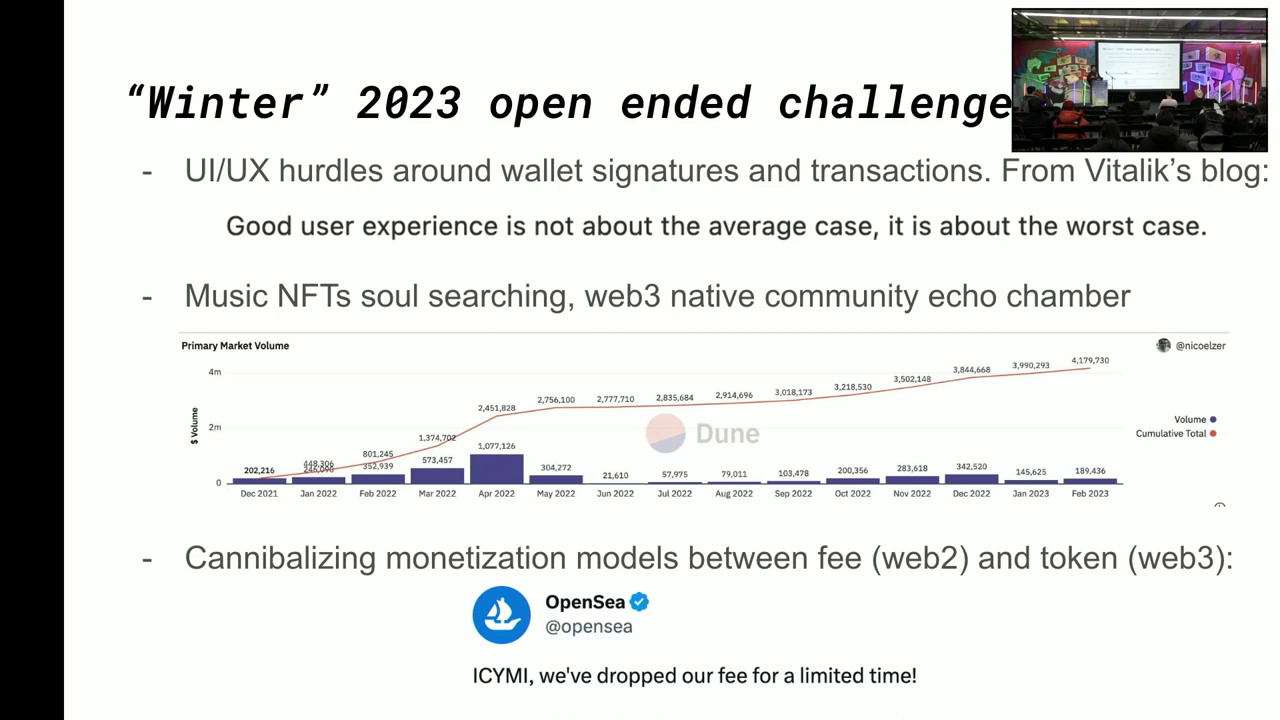 “Winter” 2023 open ended challenge
- UI/UX hurdles around wallet signatures and transactions. From Vitalik’s blog:
Good user experience is not about the average case, it is about the worst case.
- Music NFTs soul searching, web3 native community echo chamber
Primary Market Volume
@nicoelzer
4m
2m
0
$ Volume
202,216
448,306
246,090
801,245
352,939
1,374,702
573,457
2,451,828
1,077,126
2,756,100
304,272
2,777,710
21,610
2,835,684
57,975
2,914,696
79,011
3,018,173
103,478
3,218,530
200,356
3,502,148
283,618
3,844,668
342,520
3,990,293
145,625
4,179,730
189,436
Dune
Volume
Cumulative Total
Dec 2021 Jan 2022 Feb 2022 Mar 2022 Apr 2022 May 2022 Jun 2022 Jul 2022 Aug 2022 Sep 2022 Oct 2022 Nov 2022 Dec 2022 Jan 2023 Feb 2023
- Cannibalizing monetization models between fee (web2) and token (web3):
OpenSea
@opensea
ICYMI, we've dropped our fee for a limited time!